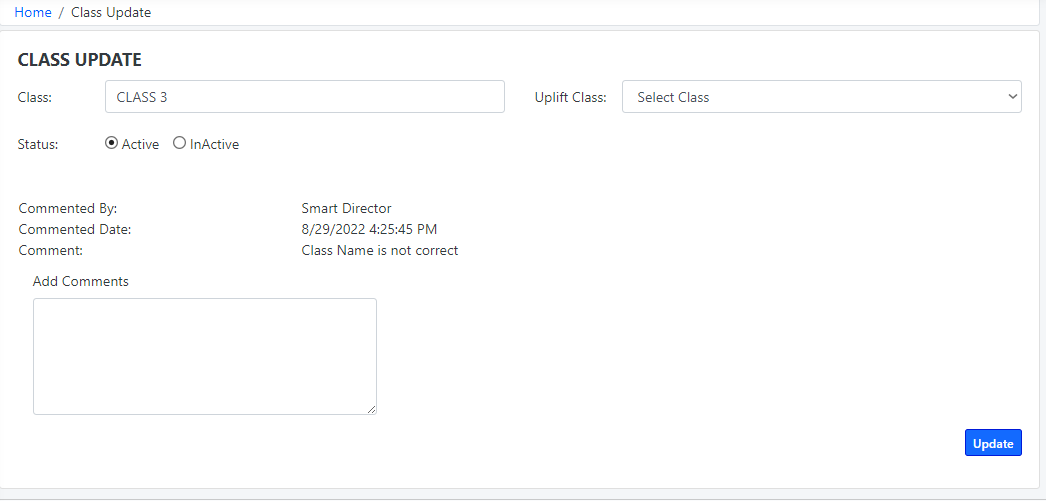 Home / Class Update
CLASS UPDATE
Class: CLASS 3 Uplift Class: Select Class
Status: Active InActive
Commented By: Smart Director
Commented Date: 8/29/2022 4:25:45 PM
Comment: Class Name is not correct
Add Comments
Update